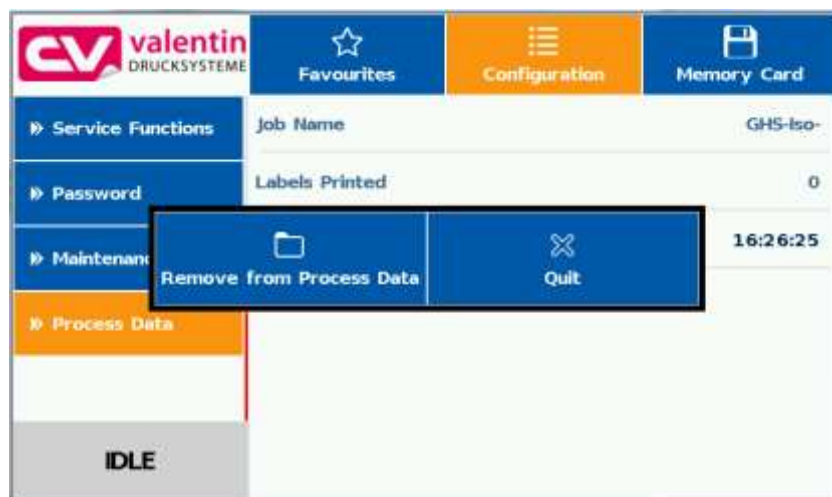 CV valentin
DRUCKSYSTEME
Favourites
Configuration
Memory Card
Service Functions
Job Name
GHS-Iso-
Password
Labels Printed
0
16:26:25
Remove from Process Data
Quit
Process Data
IDLE